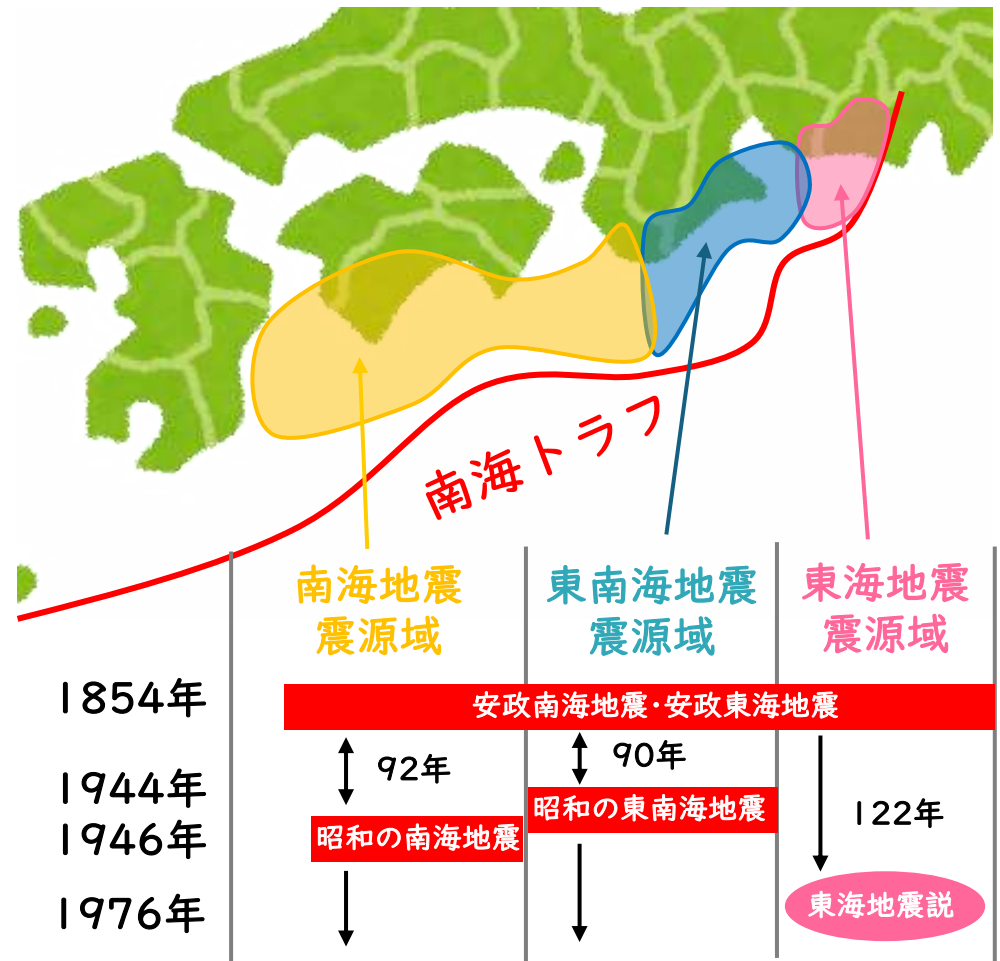 南海トラフ
南海地震
震源域
東南海地震
震源域
東海地震
震源域
1854年
安政南海地震・安政東海地震
92年
90年
1944年
昭和の東南海地震
122年
1946年
昭和の南海地震
1976年
東海地震説